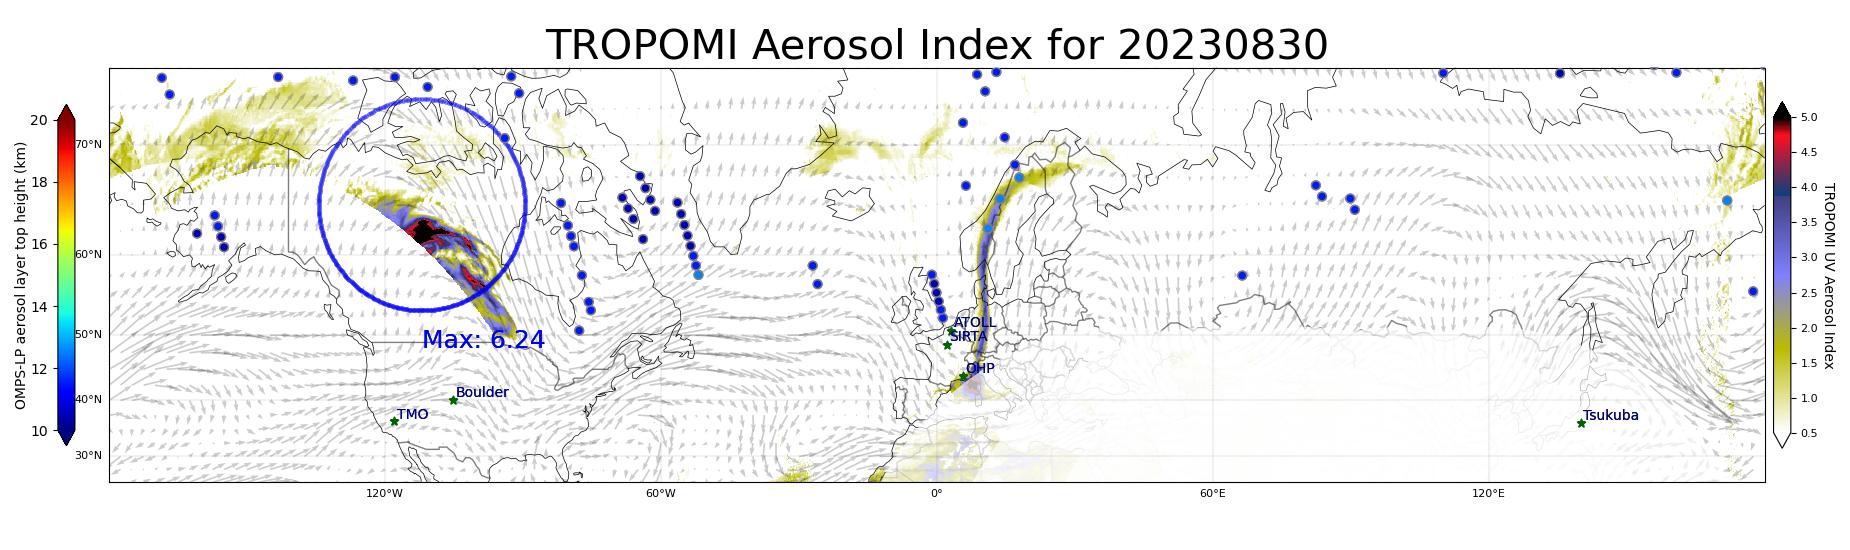 TROPOMI Aerosol Index for 20230830
OMPS-LP aerosol layer top height (km)
20
18
16
14
12
10
70°N
60°N
50°N
40°N
30°N
120°W
60°W
0°
60°E
120°E
Max: 6.24
Boulder
TMO
ATOLL
SIRTA
OHP
Tsukuba
5.0
4.5
4.0
3.5
3.0
2.5
2.0
1.5
1.0
0.5
TROPOMI UV Aerosol Index